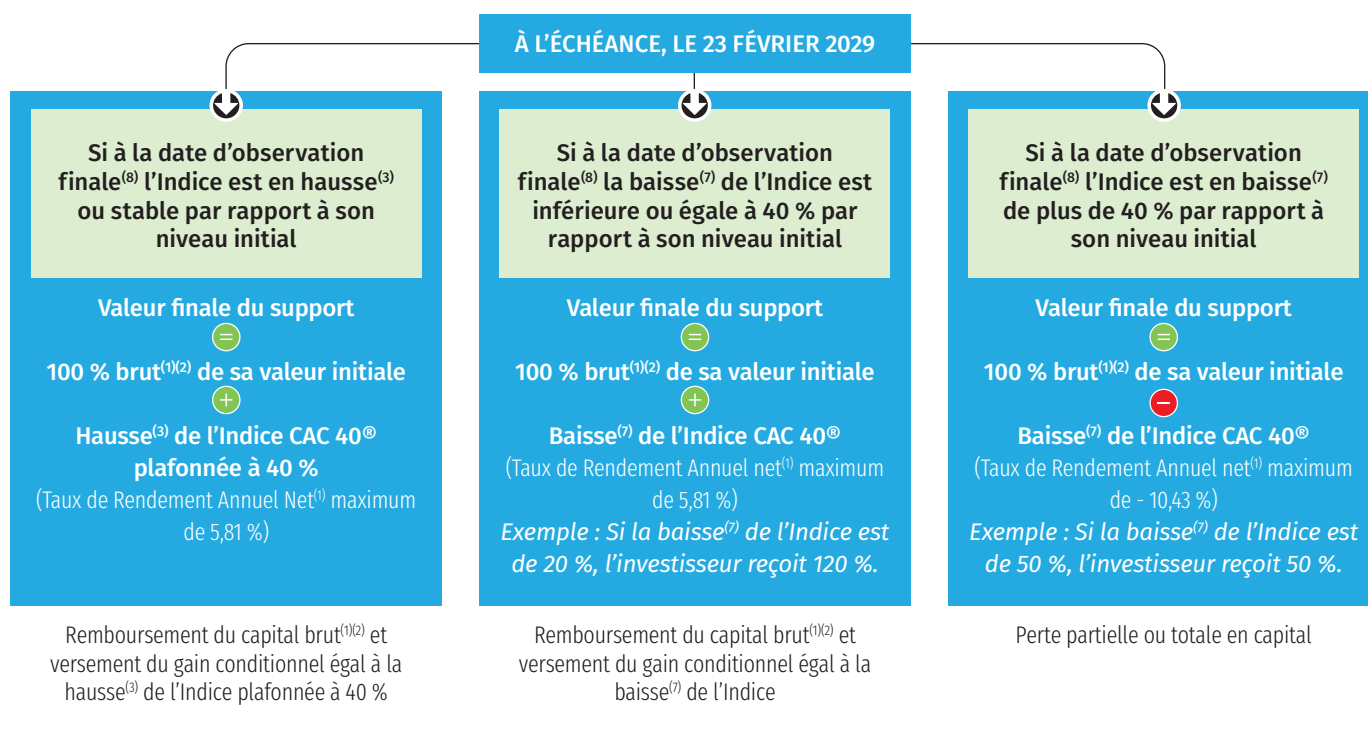 À L’ÉCHÉANCE, LE 23 FÉVRIER 2029
Si à la date d’observation
finale(8) l’Indice est en hausse(3)
ou stable par rapport à son
niveau initial
Valeur finale du support
=
100 % brut(1)(2) de sa valeur initiale
+
Hausse(3) de l’Indice CAC 40®
plafonnée à 40 %
(Taux de Rendement Annuel Net(1) maximum
de 5,81 %)
Remboursement du capital brut(1)(2) et
versement du gain conditionnel égal à la
hausse(3) de l’Indice plafonnée à 40 %
Si à la date d’observation
finale(8) la baisse(7) de l’Indice est
inférieure ou égale à 40 % par
rapport à son niveau initial
Valeur finale du support
=
100 % brut(1)(2) de sa valeur initiale
+
Baisse(7) de l’Indice CAC 40®
(Taux de Rendement Annuel net(1) maximum
de 5,81 %)
Exemple : Si la baisse(7) de l’Indice est
de 20 %, l’investisseur reçoit 120 %.
Remboursement du capital brut(1)(2) et
versement du gain conditionnel égal à la
baisse(7) de l’Indice
Si à la date d’observation
finale(8) l’Indice est en baisse(7)
de plus de 40 % par rapport à
son niveau initial
Valeur finale du support
=
100 % brut(1)(2) de sa valeur initiale
−
Baisse(7) de l’Indice CAC 40®
(Taux de Rendement Annuel net(1) maximum
de - 10,43 %)
Exemple : Si la baisse(7) de l’Indice est
de 50 %, l’investisseur reçoit 50 %.
Perte partielle ou totale en capital